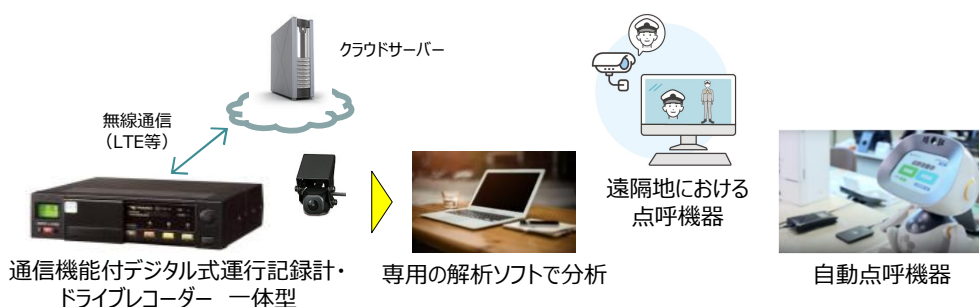 クラウドサーバー
無線通信
(LTE等)
遠隔地における
点呼機器
通信機能付デジタル式運行記録計・
ドライブレコーダー 一体型
専用の解析ソフトで分析
自動点呼機器